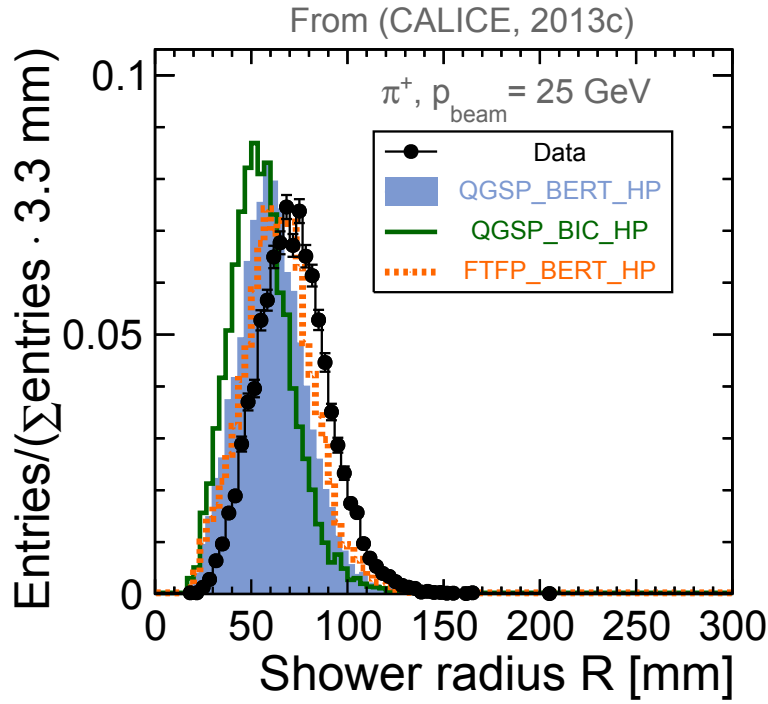 From (CALICE, 2013c)
π⁺, p_beam = 25 GeV
Data
QGSP_BERT_HP
QGSP_BIC_HP
FTFP_BERT_HP
Entries/(∑entries · 3.3 mm)
0.1
0.05
0
0 50 100 150 200 250 300
Shower radius R [mm]